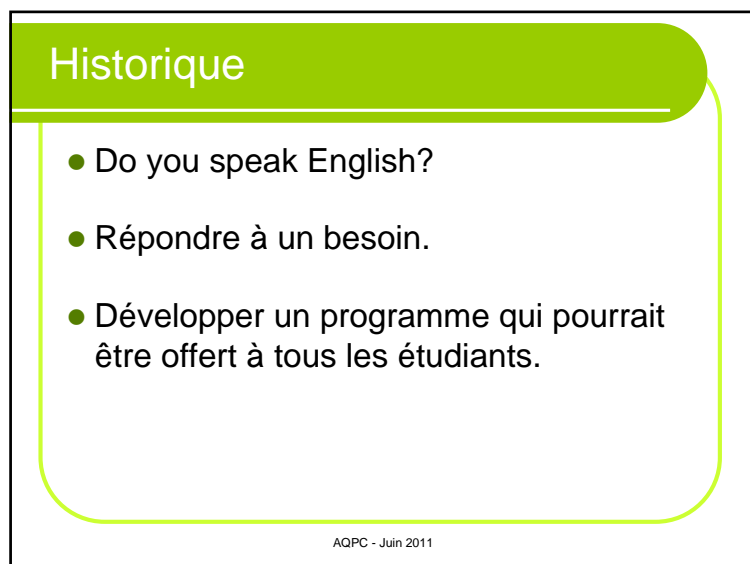 Historique
Do you speak English?
Répondre à un besoin.
Développer un programme qui pourrait
être offert à tous les étudiants.
AQPC - Juin 2011